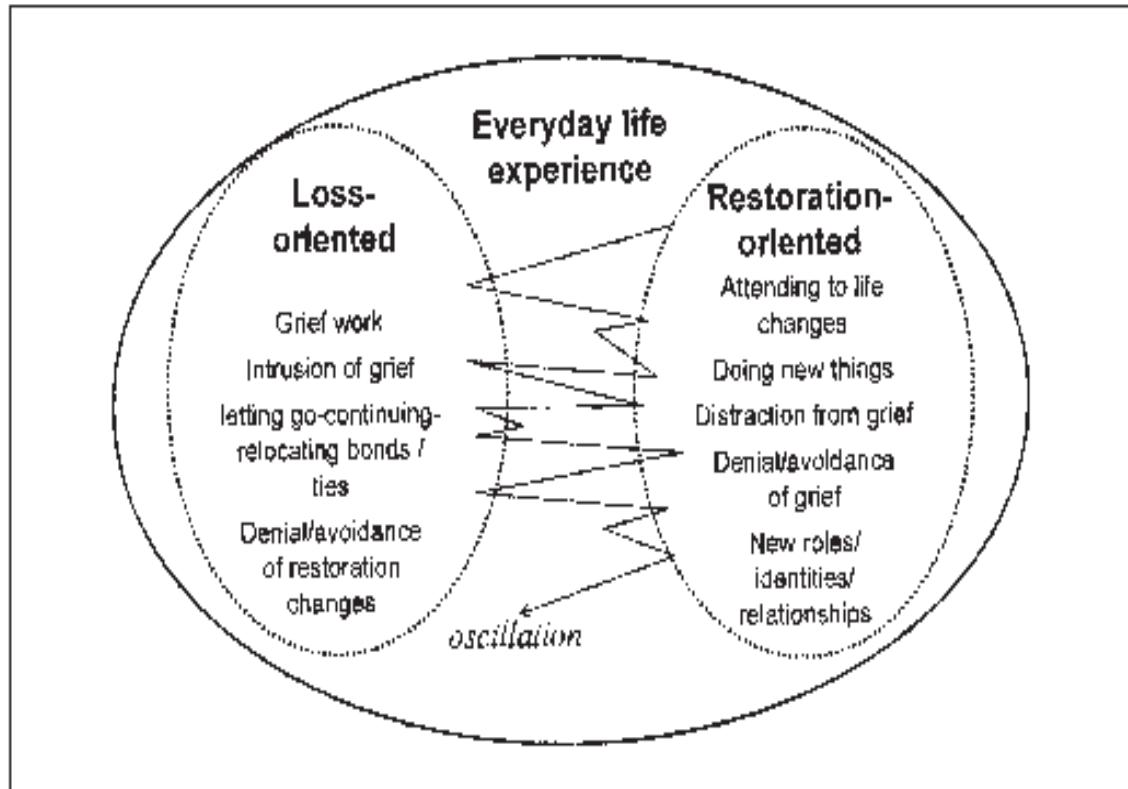 Everyday life
experience
Loss-
oriented
Grief work
Intrusion of grief
letting go-continuing-
relocating bonds /
ties
Denial/avoidance
of restoration
changes
Restoration-
oriented
Attending to life
changes
Doing new things
Distraction from grief
Denial/avoidance
of grief
New roles/
identities/
relationships
oscillation